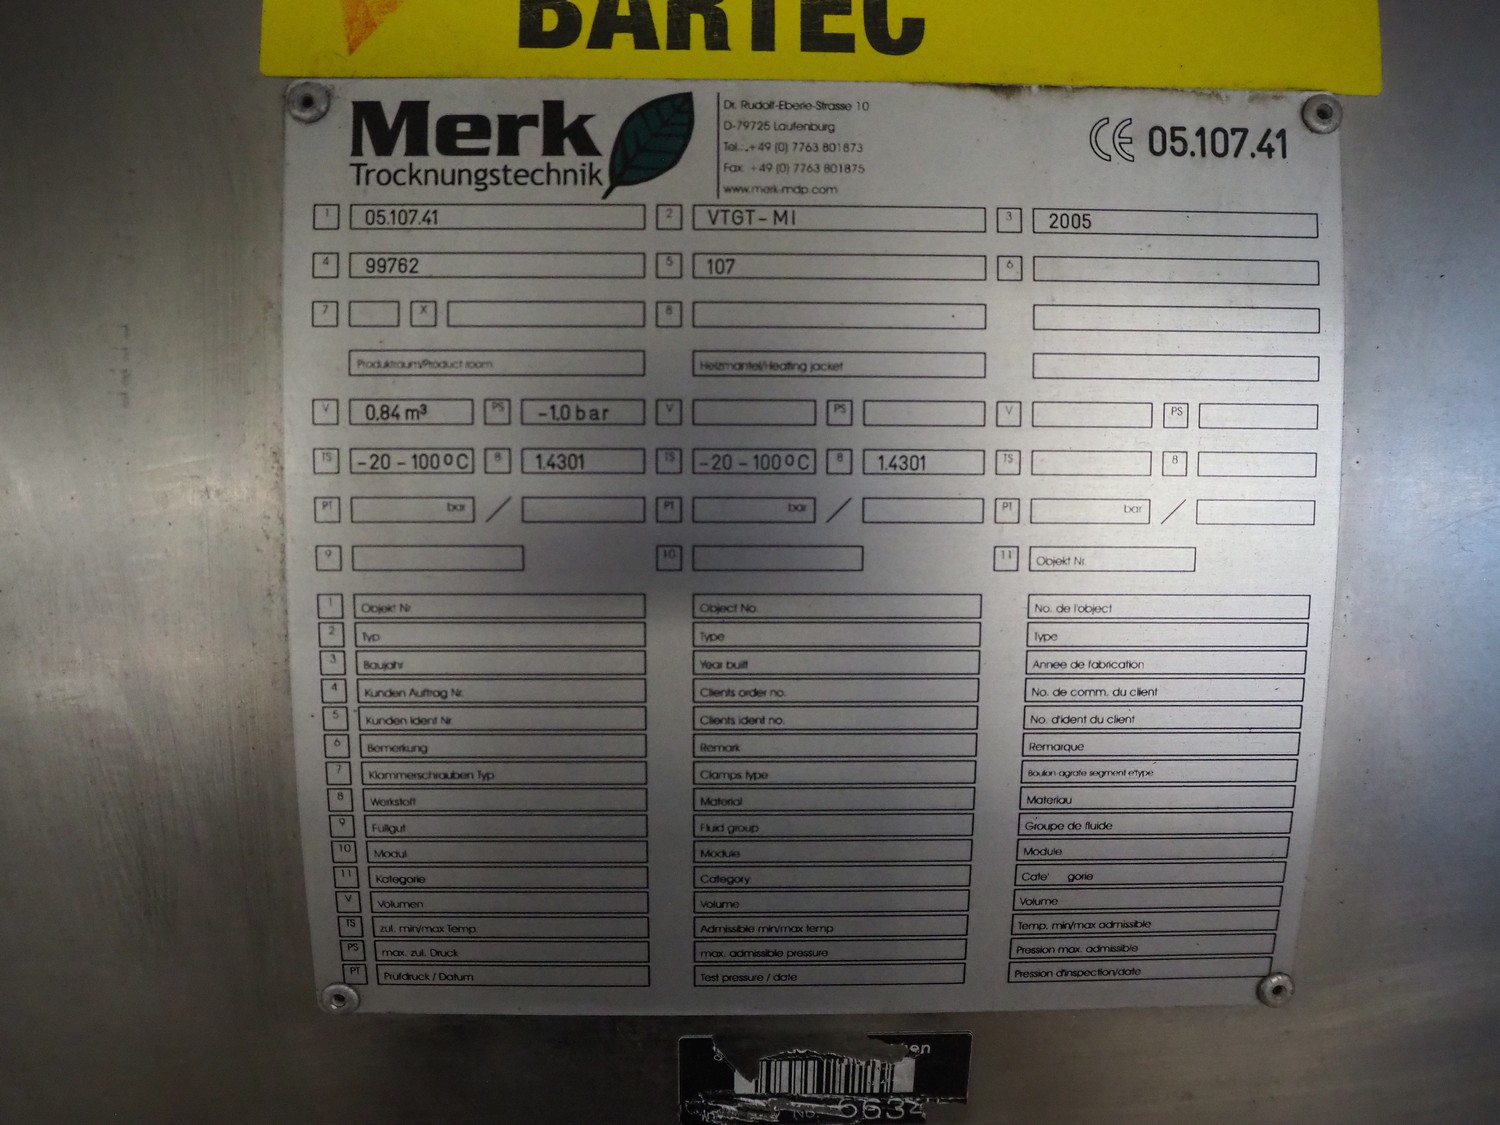 BARTEC
Merk
Trocknungstechnik
Dr. Rudolf-Eberle-Strasse 10
D-79725 Laufenburg
Tel...+49 (0) 7763 801873
Fax +49 (0) 7763 801875
www.merk-mdp.com
CE 05.107.41
1 05.107.41 2 VTGT-MI 3 2005
4 99762 5 107 6
7 X 8
Produktraum/Product room Heizmantel/Heating jacket
V 0,84 m³ PS -1.0 bar V PS V PS
TS -20-100°C 8 1.4301 TS -20-100°C 8 1.4301 TS 8
PT bar / PT bar / PT bar /
9 10 11 Objekt Nr.
1 Objekt Nr. Object No. No. de l'object
2 Typ Type Type
3 Baujahr Year built Annee de fabrication
4 Kunden Auftrag Nr. Clients order no. No. de comm. du client
5 Kunden Ident Nr. Clients ident no. No. d'ident du client
6 Bemerkung Remark Remarque
7 Klammerschrauben Typ Clamps type Boulon agrafe segment e'type
8 Werkstoff Material Materiau
9 Füllgut Fluid group Groupe de fluide
10 Modul Module Module
11 Kategorie Category Cate' gorie
V Volumen Volume Volume
TS zul. min/max Temp. Admissible min/max temp Temp. min/max admissible
PS max. zul. Druck max. admissible pressure Pression max. admissible
PT Prüfdruck / Datum Test pressure / date Pression d'inspection/date